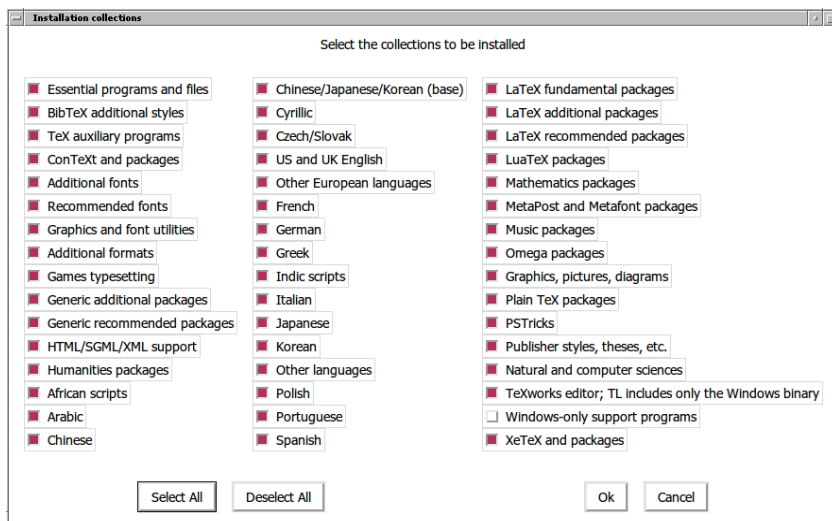 Installation collections
Select the collections to be installed
Essential programs and files
BibTeX additional styles
TeX auxiliary programs
ConTeXt and packages
Additional fonts
Recommended fonts
Graphics and font utilities
Additional formats
Games typesetting
Generic additional packages
Generic recommended packages
HTML/SGML/XML support
Humanities packages
African scripts
Arabic
Chinese
Chinese/Japanese/Korean (base)
Cyrillic
Czech/Slovak
US and UK English
Other European languages
French
German
Greek
Indic scripts
Italian
Japanese
Korean
Other languages
Polish
Portuguese
Spanish
LaTeX fundamental packages
LaTeX additional packages
LaTeX recommended packages
LuaTeX packages
Mathematics packages
MetaPost and Metafont packages
Music packages
Omega packages
Graphics, pictures, diagrams
Plain TeX packages
PSTricks
Publisher styles, theses, etc.
Natural and computer sciences
TeXworks editor; TL includes only the Windows binary
Windows-only support programs
XeTeX and packages
Select All
Deselect All
Ok
Cancel